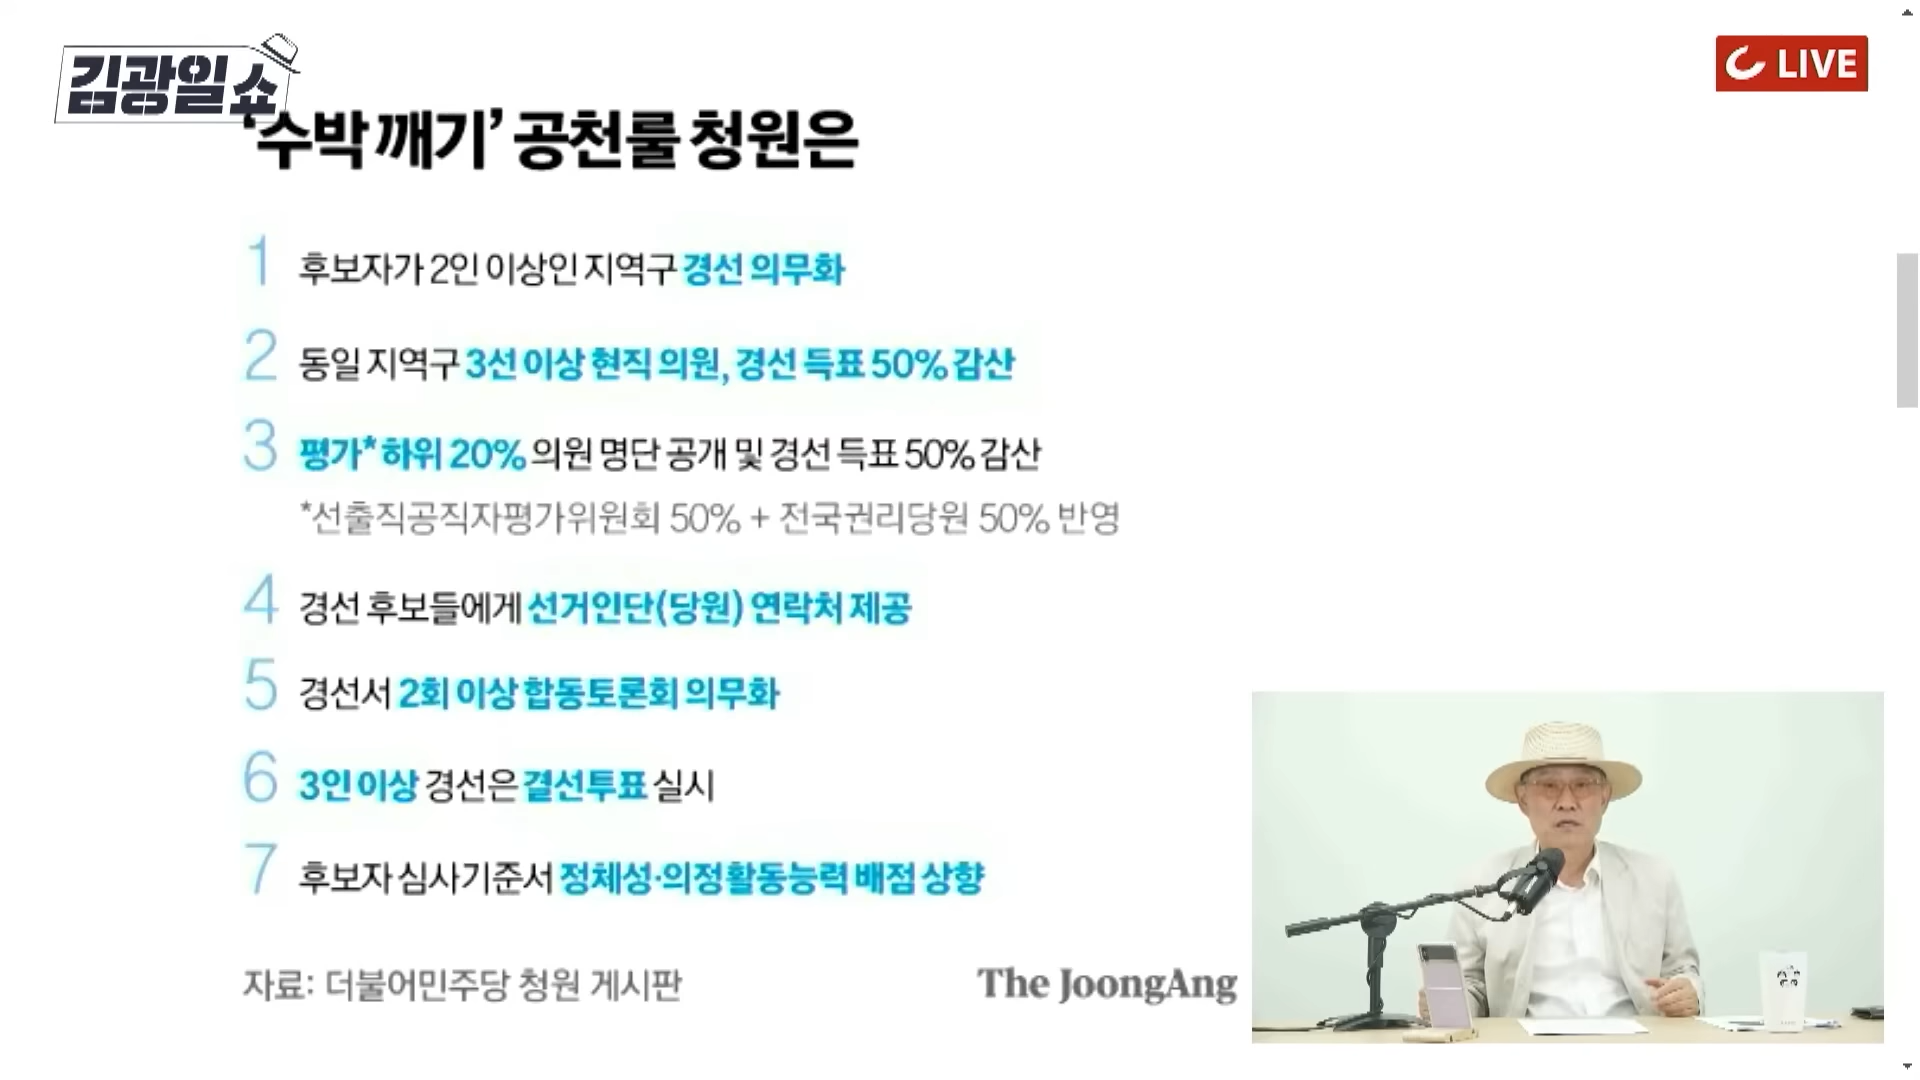 김광일쇼
LIVE
‘수박 깨기’ 공천룰 청원은
1 후보자가 2인 이상인 지역구 경선 의무화
2 동일 지역구 3선 이상 현직 의원, 경선 득표 50% 감산
3 평가* 하위 20% 의원 명단 공개 및 경선 득표 50% 감산
*선출직공직자평가위원회 50% + 전국권리당원 50% 반영
4 경선 후보들에게 선거인단(당원) 연락처 제공
5 경선서 2회 이상 합동토론회 의무화
6 3인 이상 경선은 결선투표 실시
7 후보자 심사기준서 정체성·의정활동능력 배점 상향
자료: 더불어민주당 청원 게시판
The JoongAng